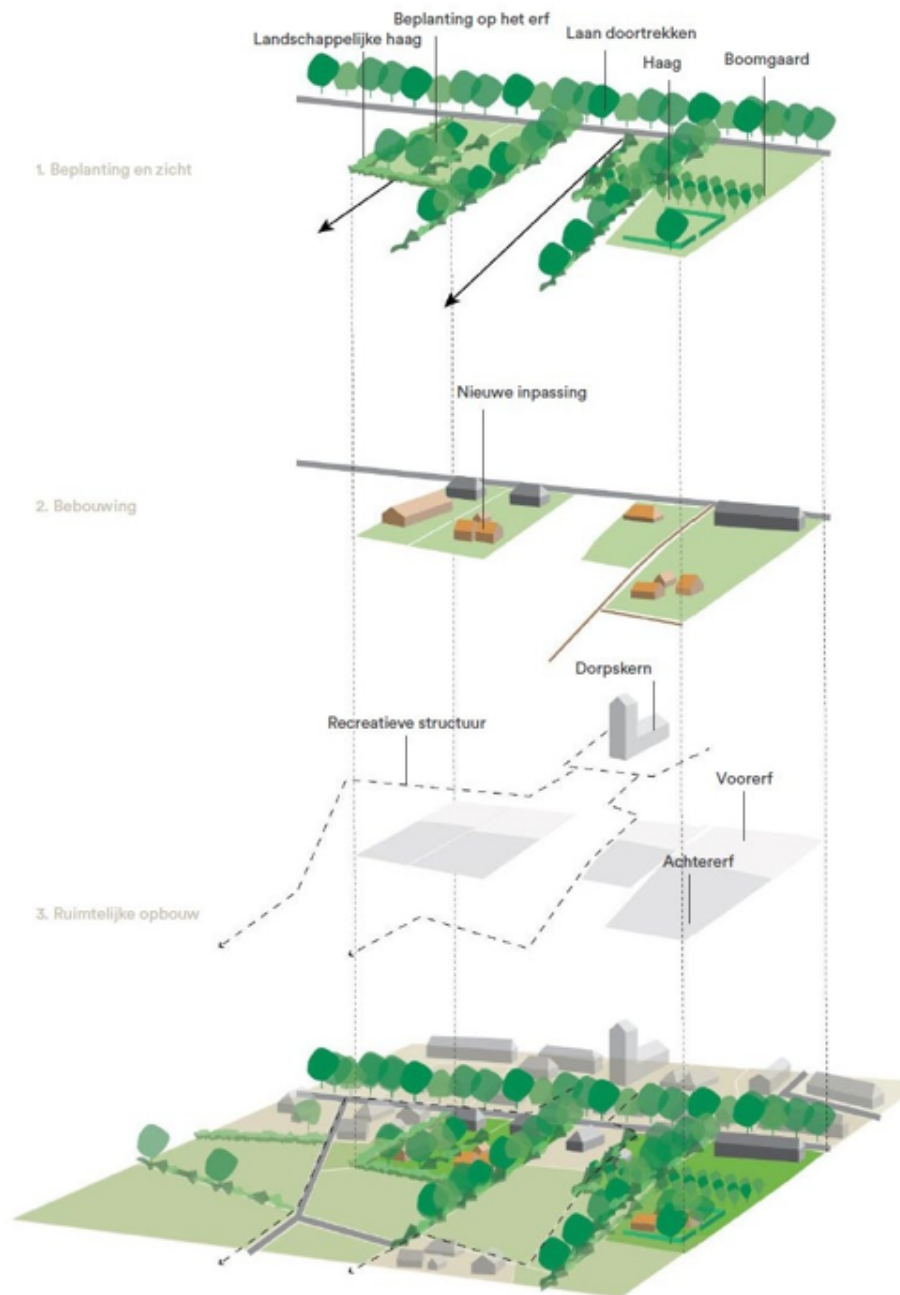 Beplanting op het erf
Landschappelijke haag
Laan doortrekken
Haag
Boomgaard
1. Beplanting en zicht
Nieuwe inpassing
2. Bebouwing
Dorpskern
Recreatieve structuur
Voorerf
Achtererf
3. Ruimtelijke opbouw